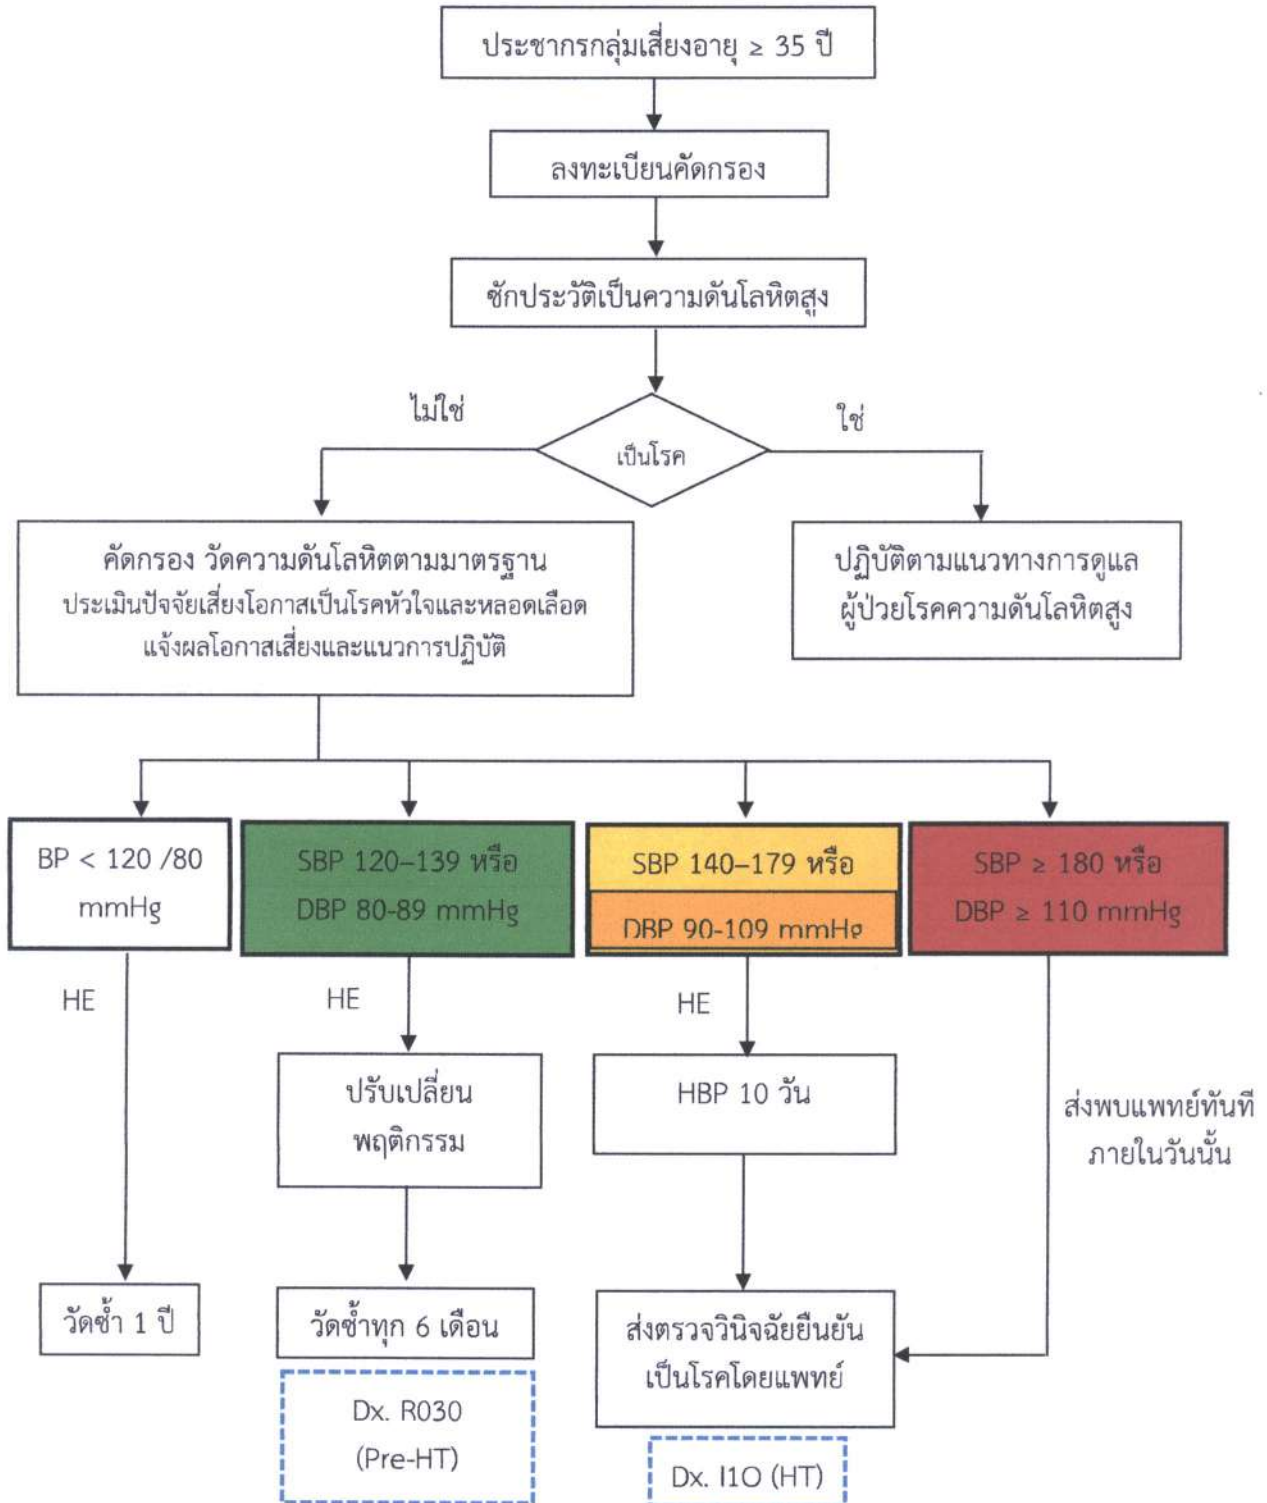 ประชากรกลุ่มเสี่ยงอายุ ≥ 35 ปี
ลงทะเบียนคัดกรอง
ซักประวัติเป็นความดันโลหิตสูง
ไม่ใช่
ใช่
เป็นโรค
คัดกรอง วัดความดันโลหิตตามมาตรฐาน
ประเมินปัจจัยเสี่ยงโอกาสเป็นโรคหัวใจและหลอดเลือด
แจ้งผลโอกาสเสี่ยงและแนวการปฏิบัติ
ปฏิบัติตามแนวทางการดูแล
ผู้ป่วยโรคความดันโลหิตสูง
BP < 120 /80
mmHg
SBP 120–139 หรือ
DBP 80-89 mmHg
SBP 140–179 หรือ
DBP 90-109 mmHg
SBP ≥ 180 หรือ
DBP ≥ 110 mmHg
HE
HE
HE
ปรับเปลี่ยน
พฤติกรรม
HBP 10 วัน
ส่งพบแพทย์ทันที
ภายในวันนั้น
วัดซ้ำ 1 ปี
วัดซ้ำทุก 6 เดือน
ส่งตรวจวินิจฉัยยืนยัน
เป็นโรคโดยแพทย์
Dx. R030
(Pre-HT)
Dx. I1O (HT)